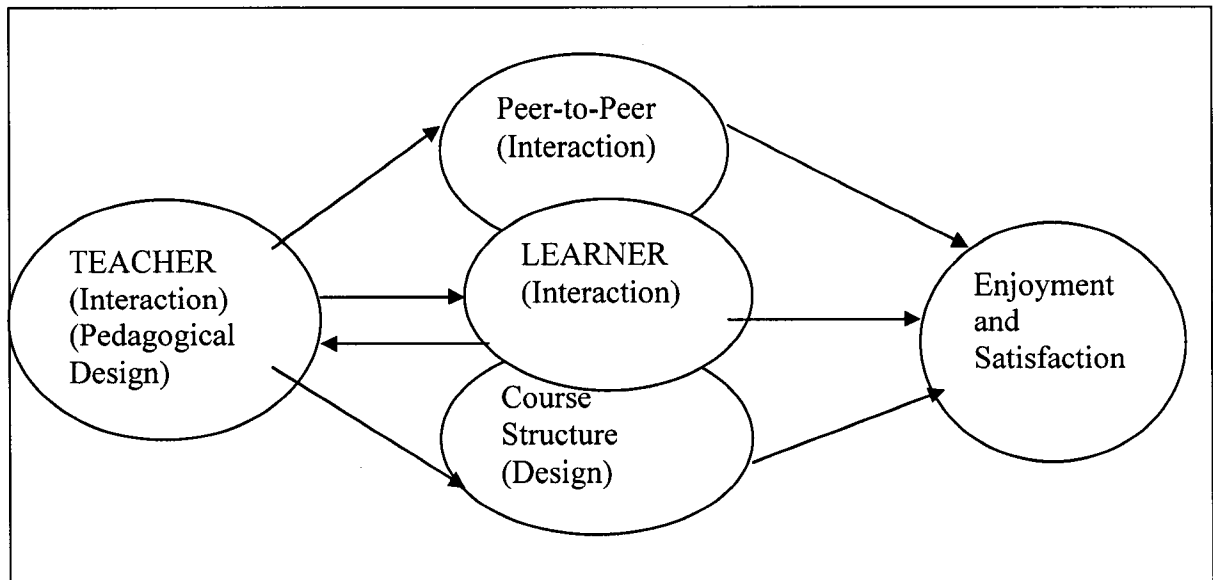 Peer-to-Peer
(Interaction)
TEACHER
(Interaction)
(Pedagogical
Design)
LEARNER
(Interaction)
Course
Structure
(Design)
Enjoyment
and
Satisfaction